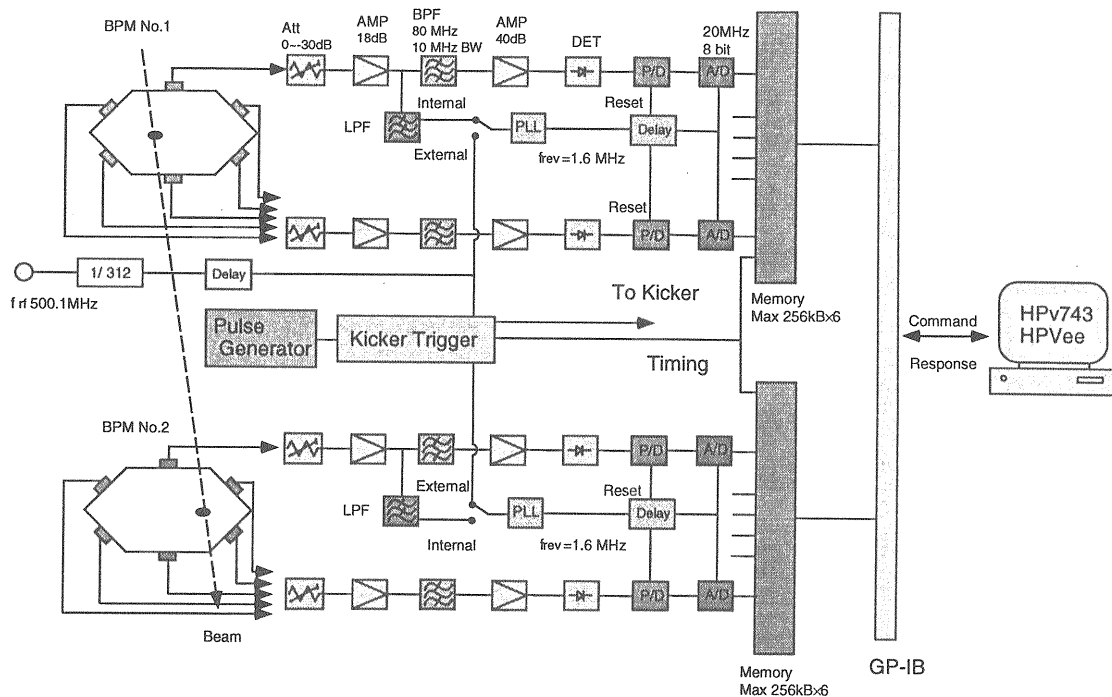 BPM No.1
Att
0~-30dB
AMP
18dB
BPF
80 MHz
10 MHz BW
AMP
40dB
DET
20MHz
8 bit
P/D
A/D
Internal
LPF
External
PLL
frev=1.6 MHz
Reset
Delay
Reset
P/D
A/D
1/ 312
Delay
f rf 500.1MHz
To Kicker
Pulse
Generator
Kicker Trigger
Timing
Memory
Max 256kB×6
Command
Response
HPv743
HPVee
BPM No.2
P/D
A/D
External
LPF
Internal
PLL
frev=1.6 MHz
Reset
Delay
P/D
A/D
Beam
GP-IB
Memory
Max 256kB×6